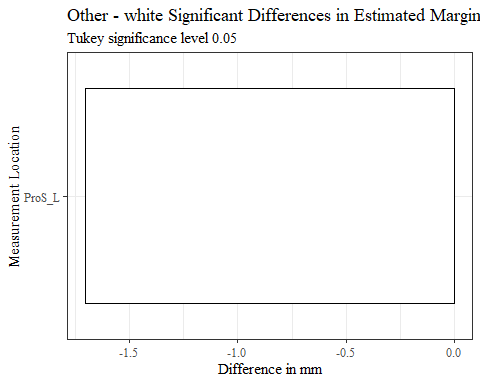 Other - white Significant Differences in Estimated Margin
Tukey significance level 0.05
Measurement Location
ProS_L
-1.5 -1.0 -0.5 0.0
Difference in mm